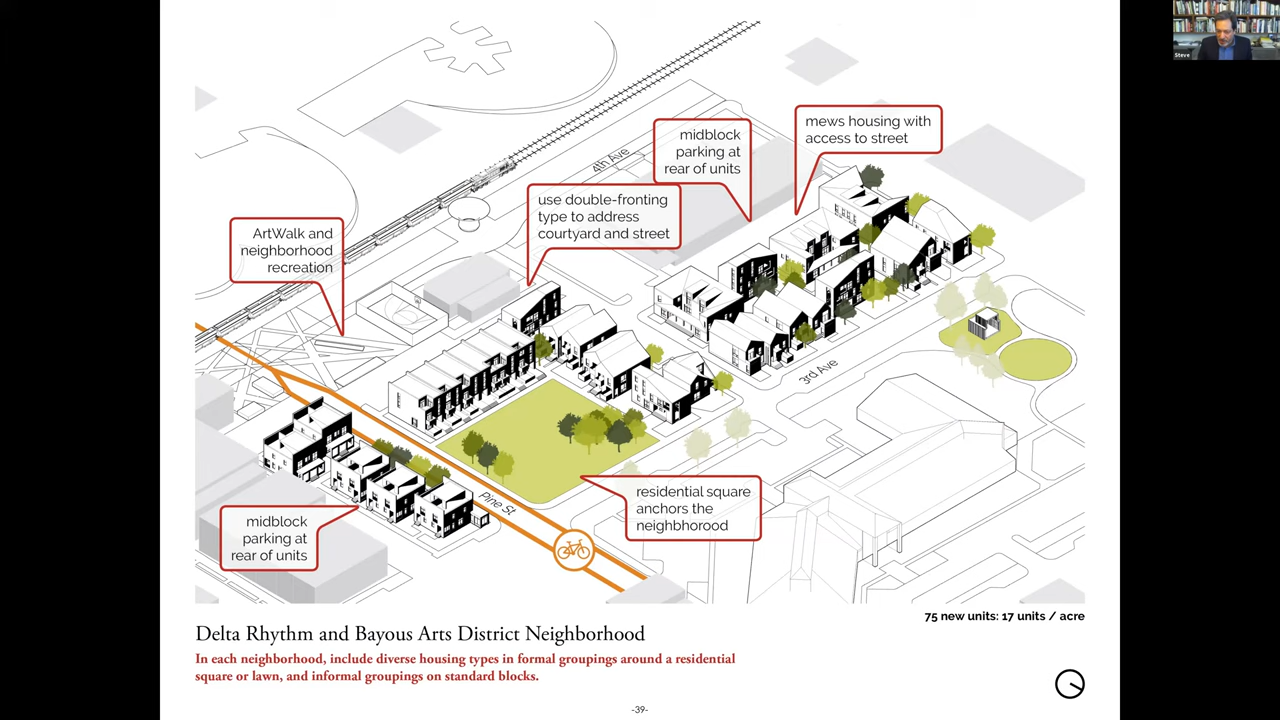 Steve
4th Ave
midblock
parking at
rear of units
mews housing with
access to street
use double-fronting
type to address
courtyard and street
ArtWalk and
neighborhood
recreation
3rd Ave
Pine St
residential square
anchors the
neighbhorood
midblock
parking at
rear of units
75 new units: 17 units / acre
Delta Rhythm and Bayous Arts District Neighborhood
In each neighborhood, include diverse housing types in formal groupings around a residential
square or lawn, and informal groupings on standard blocks.
-39-